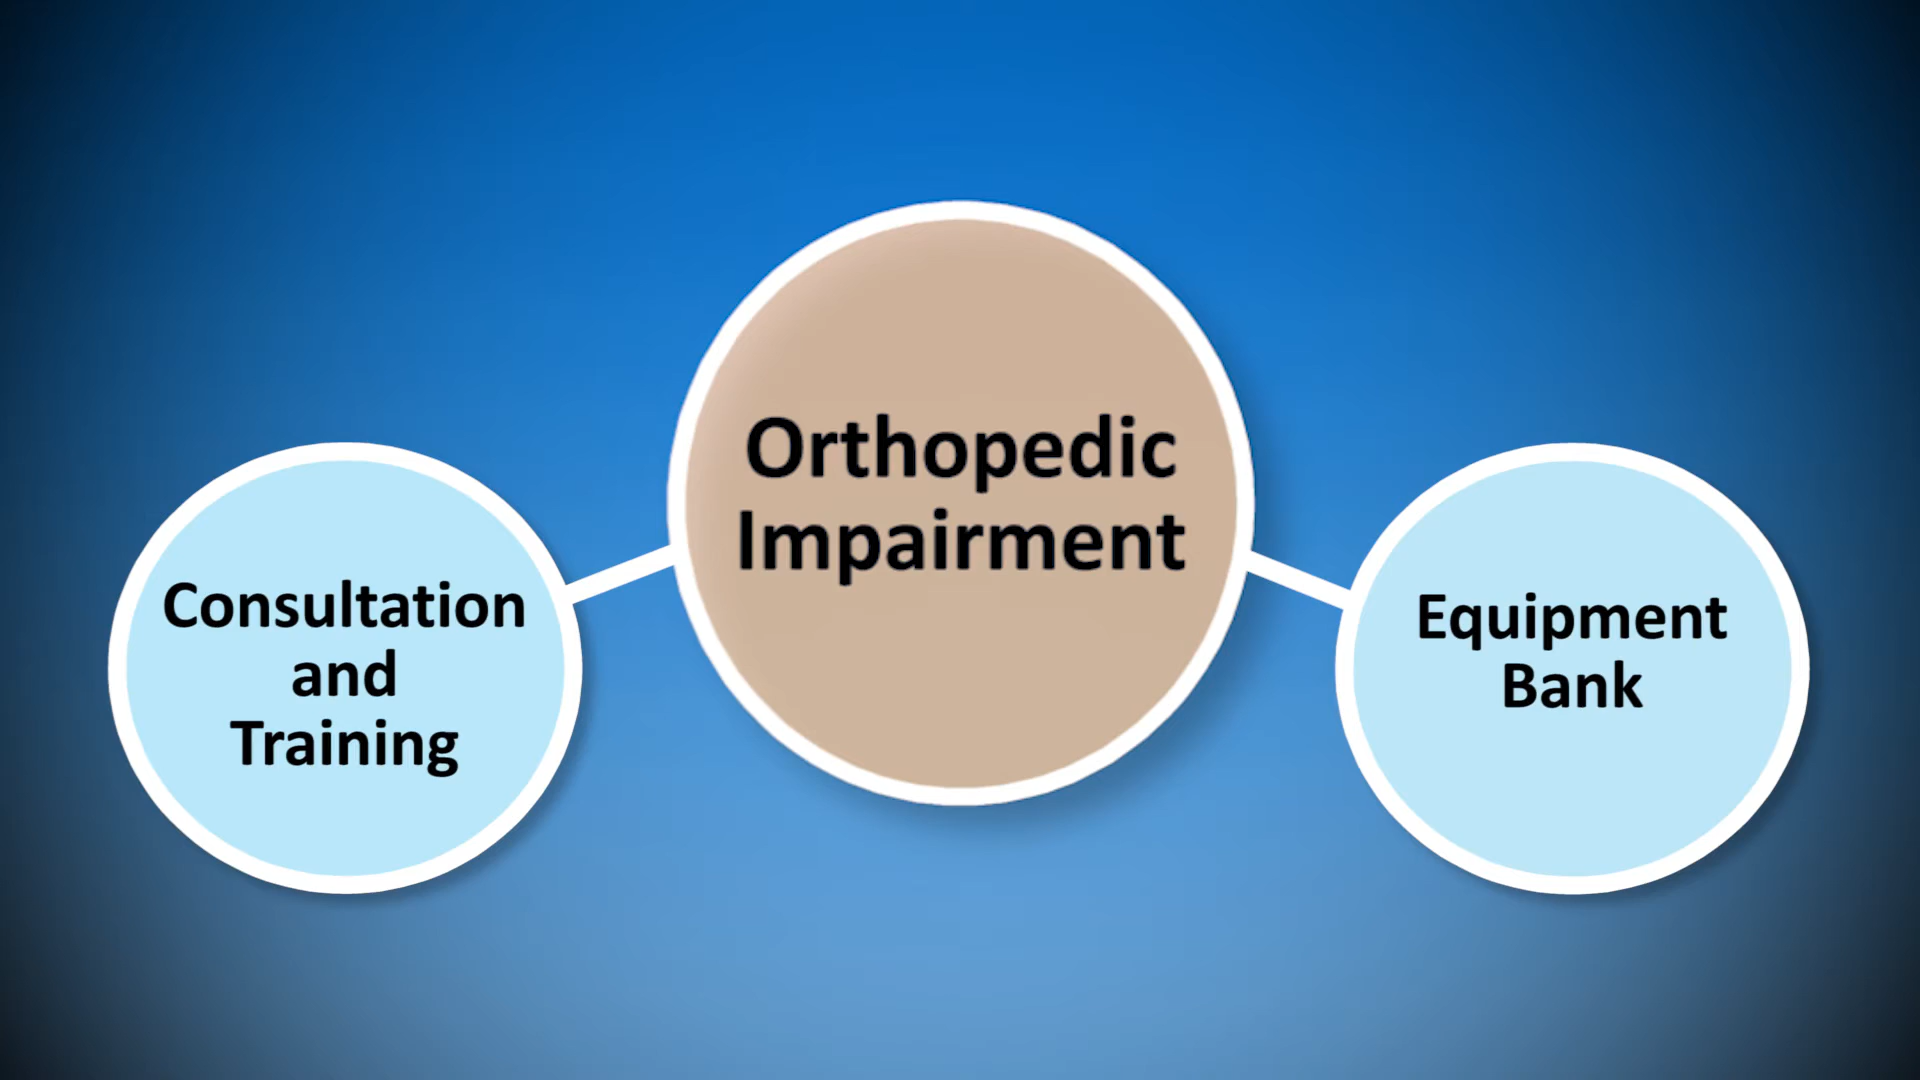 Orthopedic
Impairment
Consultation
and
Training
Equipment
Bank